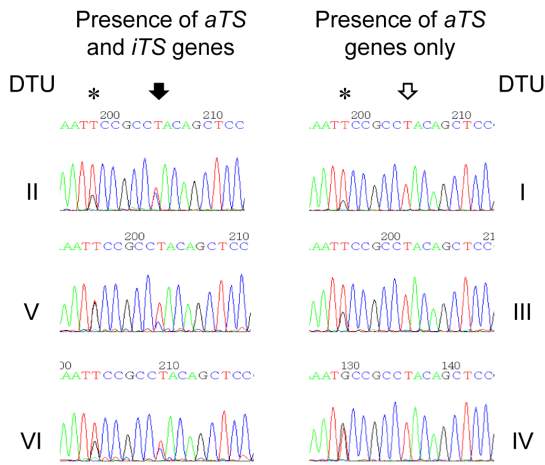 Presence of aTS
and iTS genes
Presence of aTS
genes only
DTU
DTU
*
*
200 210
AATTCCGCCTACAGCTCC
II
200 210
.AATTCCGCCTACAGCTCC
I
200 210
AATTCCGCCTACAGCTCC
V
200 21
.AATTCCGCCTACAGCTCC
III
00 210
AATTCCGCCTACAGCTCC
VI
130 140
AATGCCGCCTACAGCTCC
IV